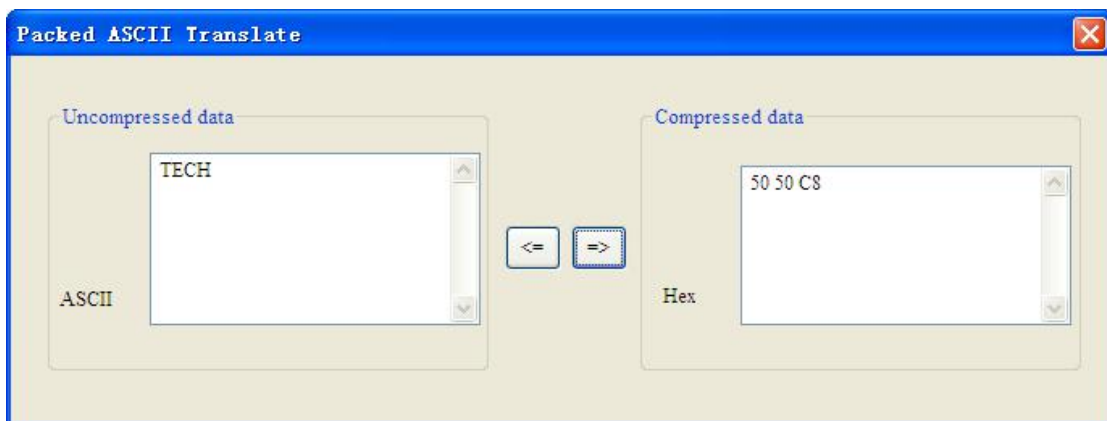 Packed ASCII Translate
Uncompressed data
TECH
ASCII
<=
=>
Compressed data
50 50 C8
Hex